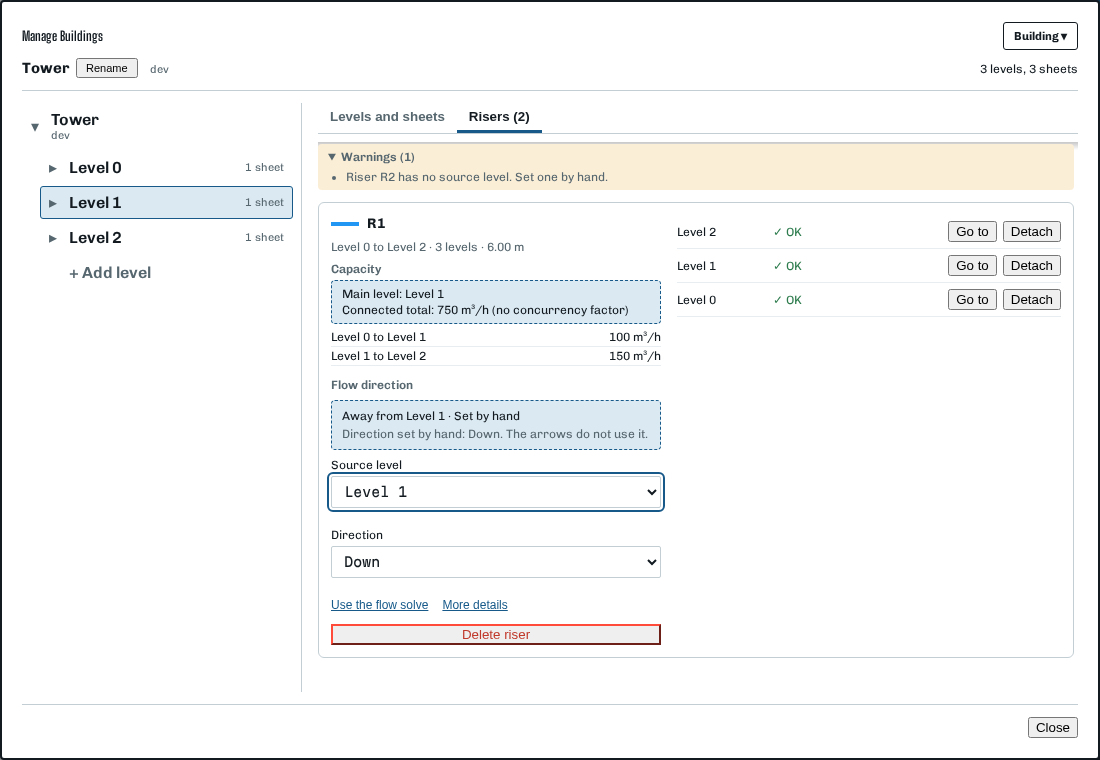 Manage Buildings
Building ▾
Tower Rename dev
3 levels, 3 sheets
▼ Tower
dev
▶ Level 0 1 sheet
▶ Level 1 1 sheet
▶ Level 2 1 sheet
+ Add level
Levels and sheets Risers (2)
▼ Warnings (1)
• Riser R2 has no source level. Set one by hand.
R1
Level 0 to Level 2 · 3 levels · 6.00 m
Capacity
Main level: Level 1
Connected total: 750 m³/h (no concurrency factor)
Level 0 to Level 1 100 m³/h
Level 1 to Level 2 150 m³/h
Flow direction
Away from Level 1 · Set by hand
Direction set by hand: Down. The arrows do not use it.
Source level
Level 1
Direction
Down
Use the flow solve More details
Delete riser
Level 2 ✓ OK Go to Detach
Level 1 ✓ OK Go to Detach
Level 0 ✓ OK Go to Detach
Close